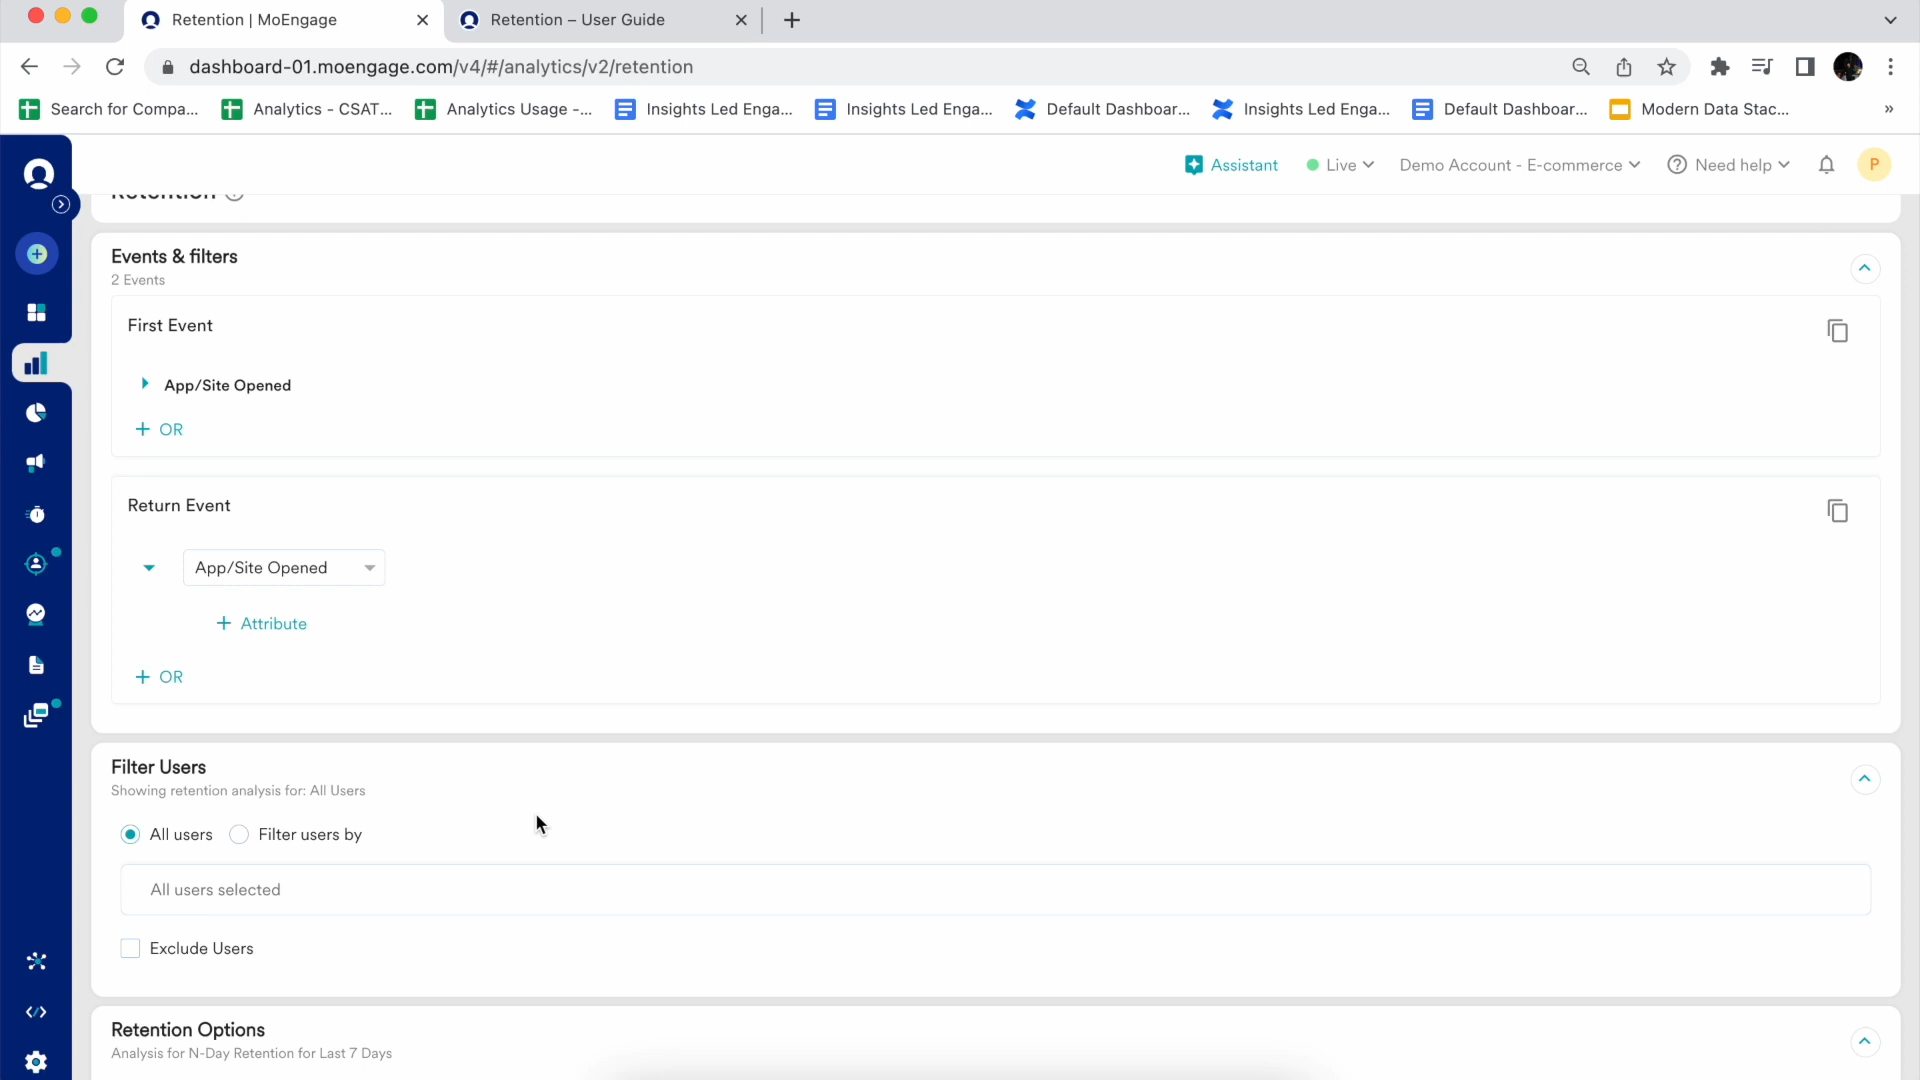 Retention | MoEngage
Retention – User Guide
dashboard-01.moengage.com/v4/#/analytics/v2/retention
Search for Compa...
Analytics - CSAT...
Analytics Usage -...
Insights Led Enga...
Insights Led Enga...
Default Dashboar...
Insights Led Enga...
Default Dashboar...
Modern Data Stac...
»
Assistant
Live
Demo Account - E-commerce
Need help
P
Retention
Events & filters
2 Events
First Event
App/Site Opened
+ OR
Return Event
App/Site Opened
+ Attribute
+ OR
Filter Users
Showing retention analysis for: All Users
All users
Filter users by
All users selected
Exclude Users
Retention Options
Analysis for N-Day Retention for Last 7 Days